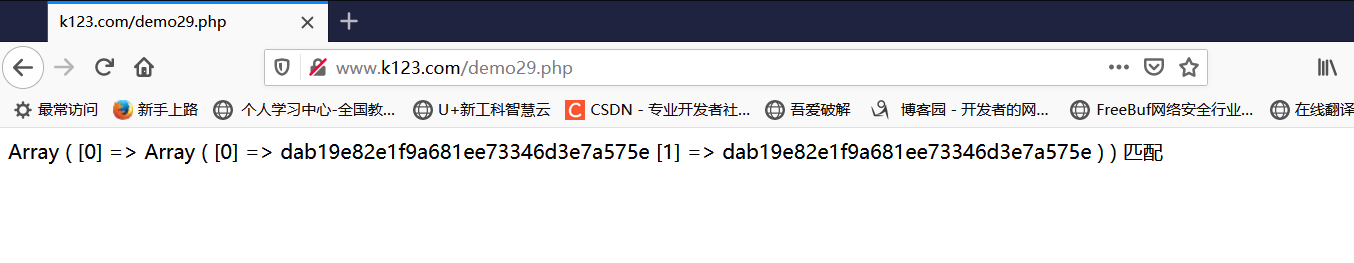 k123.com/demo29.php
www.k123.com/demo29.php
最常访问 新手上路 个人学习中心-全国教... U+新工科智慧云 CSDN - 专业开发者社... 吾爱破解 博客园 - 开发者的网... FreeBuf网络安全行业... 在线翻译
Array ( [0] => Array ( [0] => dab19e82e1f9a681ee73346d3e7a575e [1] => dab19e82e1f9a681ee73346d3e7a575e ) ) 匹配